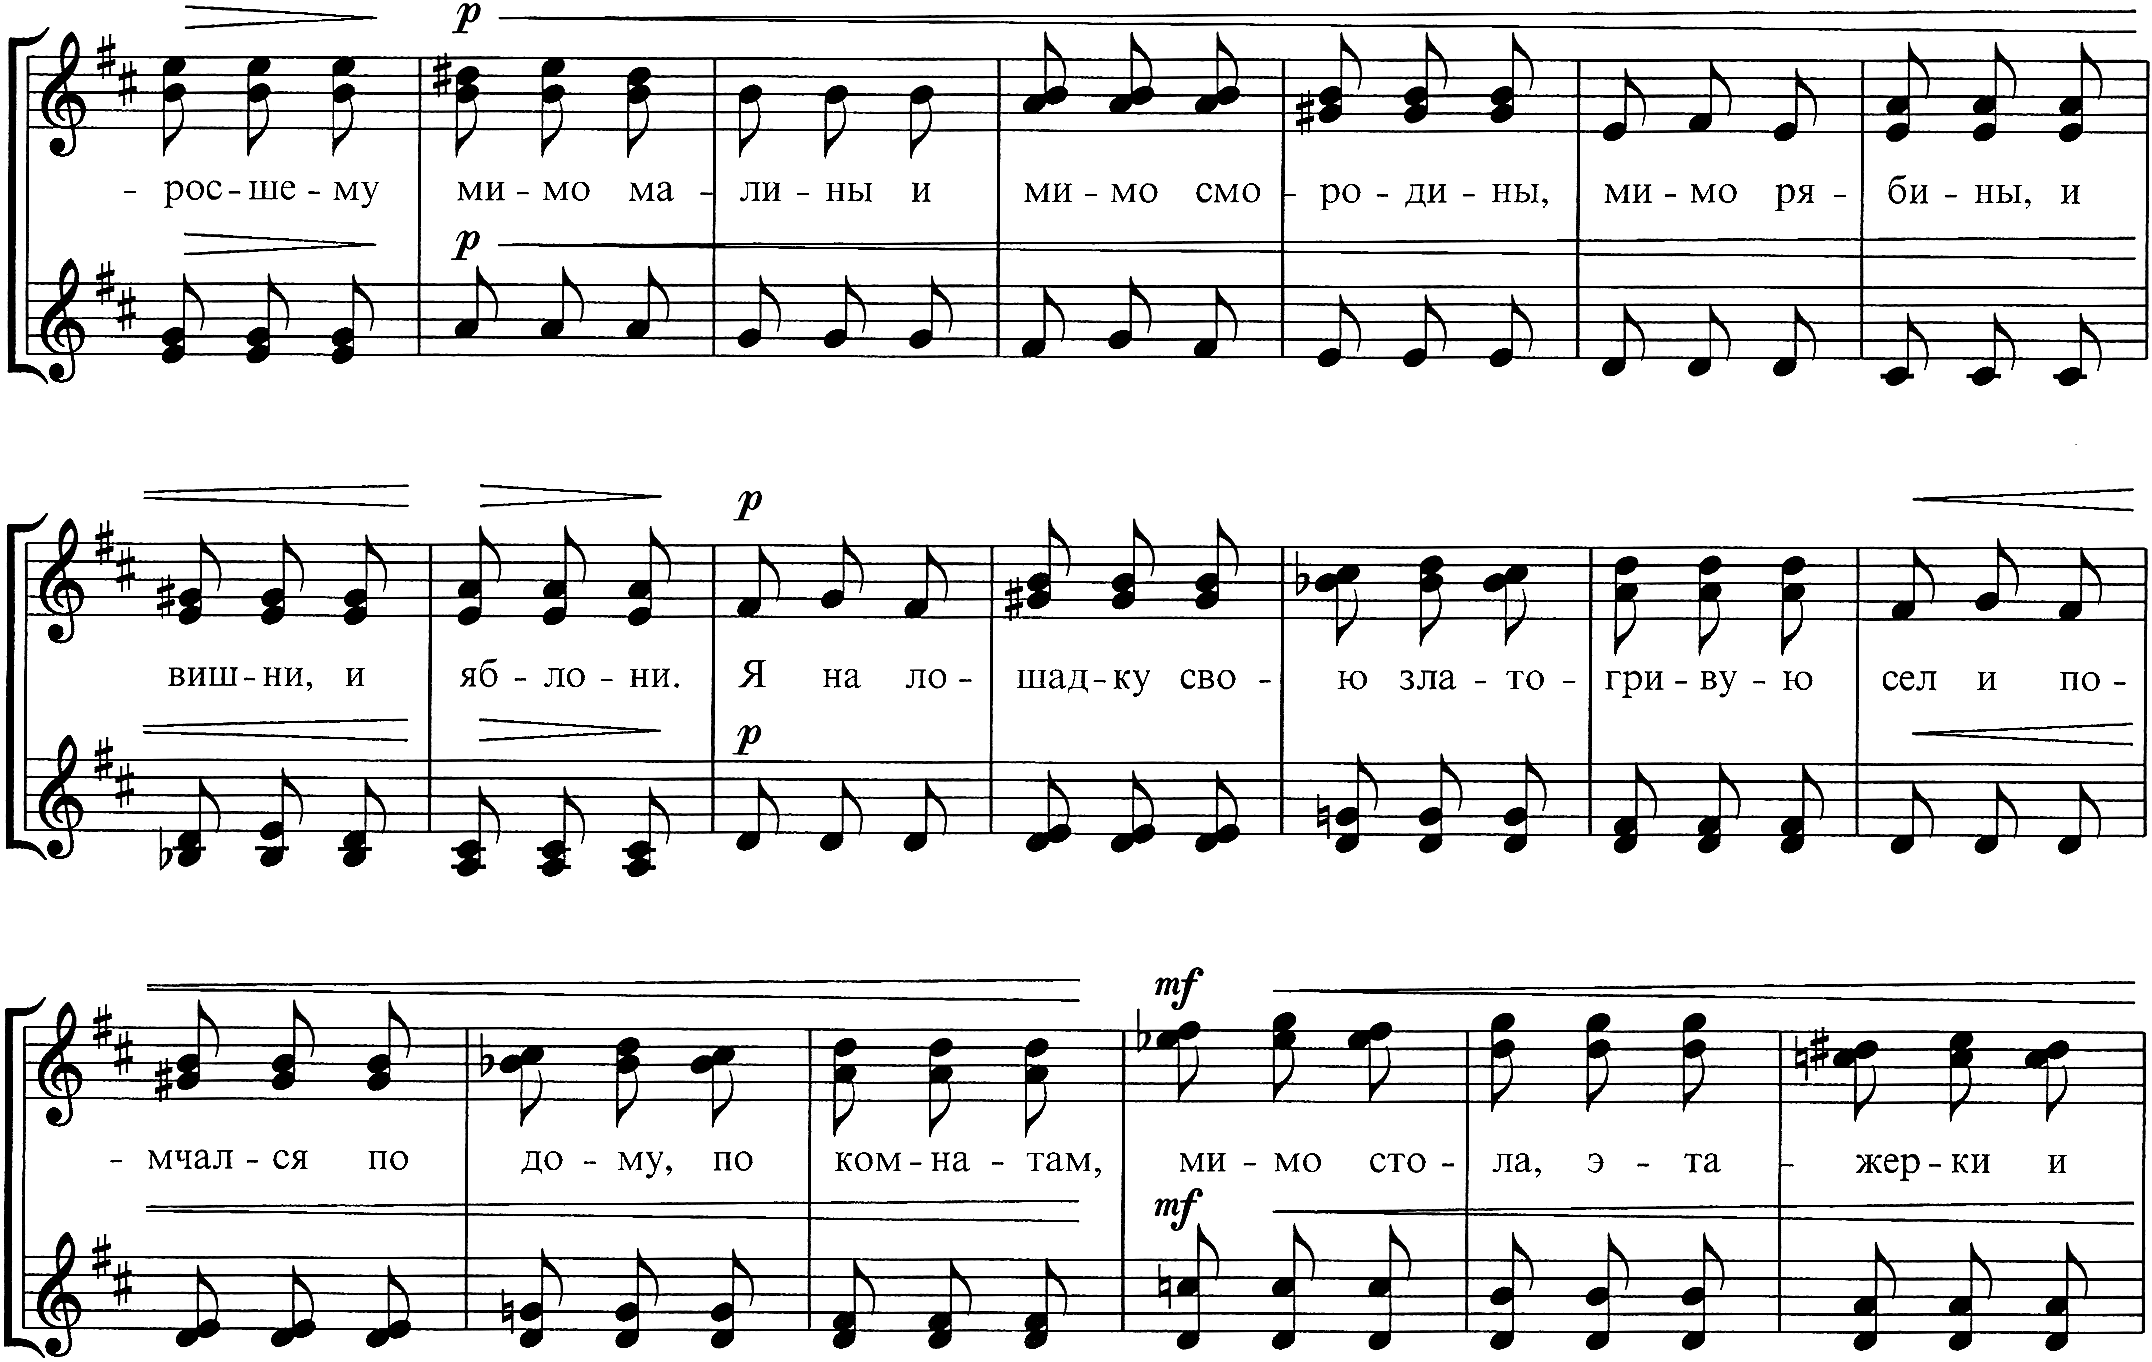 p
- рос - ше - му ми - мо ма - ли - ны и ми - мо смо - ро - ди - ны, ми - мо ря - би - ны, и
p
p
виш - ни, и яб - ло - ни. Я на ло - шад - ку сво - ю зла - то - гри - ву - ю сел и по -
p
mf
- мчал - ся по до - му, по ком - на - там, ми - мо сто - ла, э - та - жер - ки и
mf